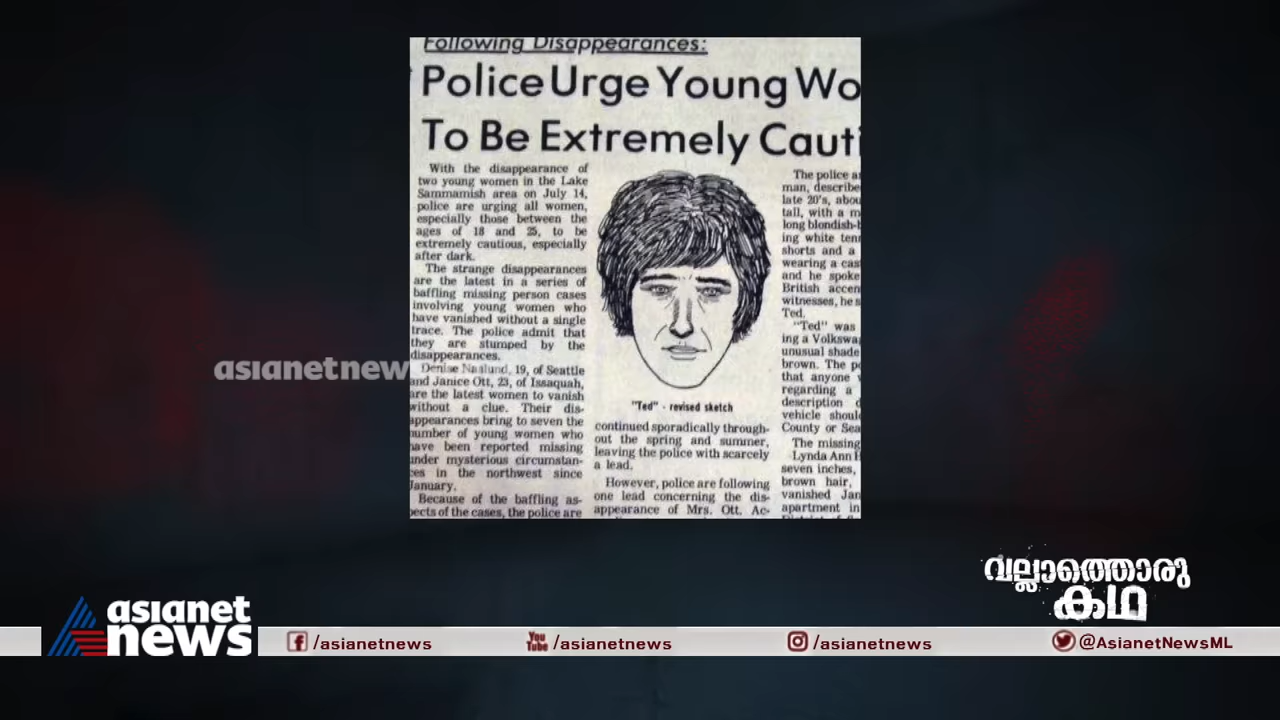 Following Disappearances:
Police Urge Young Wo
To Be Extremely Cauti
With the disappearance of
two young women in the Lake
Sammamish area on July 14,
police are urging all women,
especially those between the
ages of 18 and 25, to be
extremely cautious, especially
after dark.
The strange disappearances
are the latest in a series of
baffling missing person cases
involving young women who
have vanished without a single
trace. The police admit that
they are stumped by the
disappearances.
Denise Naslund, 19, of Seattle
and Janice Ott, 23, of Issaquah,
are the latest women to vanish
without a clue. Their dis-
appearances bring to seven the
number of young women who
have been reported missing
under mysterious circumstan-
ces in the northwest since
January.
Because of the baffling as-
pects of the cases, the police are
"Ted" - revised sketch
continued sporadically through-
out the spring and summer,
leaving the police with scarcely
a lead.
However, police are following
one lead concerning the dis-
appearance of Mrs. Ott. Ac-
The police a
man, describe
late 20's, abou
tall, with a m
long blondish-b
ing white tenn
shorts and a
wearing a cas
and he spoke
British accen
witnesses, he s
Ted.
"Ted" was
ing a Volkswa
unusual shade
brown. The po
that anyone w
regarding a
description d
vehicle shoul
County or Sea
The missing
Lynda Ann H
seven inches,
brown hair,
vanished Jan
apartment in
asianet news
വല്ലാത്തൊരു
കഥ
asianet
news
/asianetnews
You
Tube
/asianetnews
/asianetnews
@AsianetNewsML